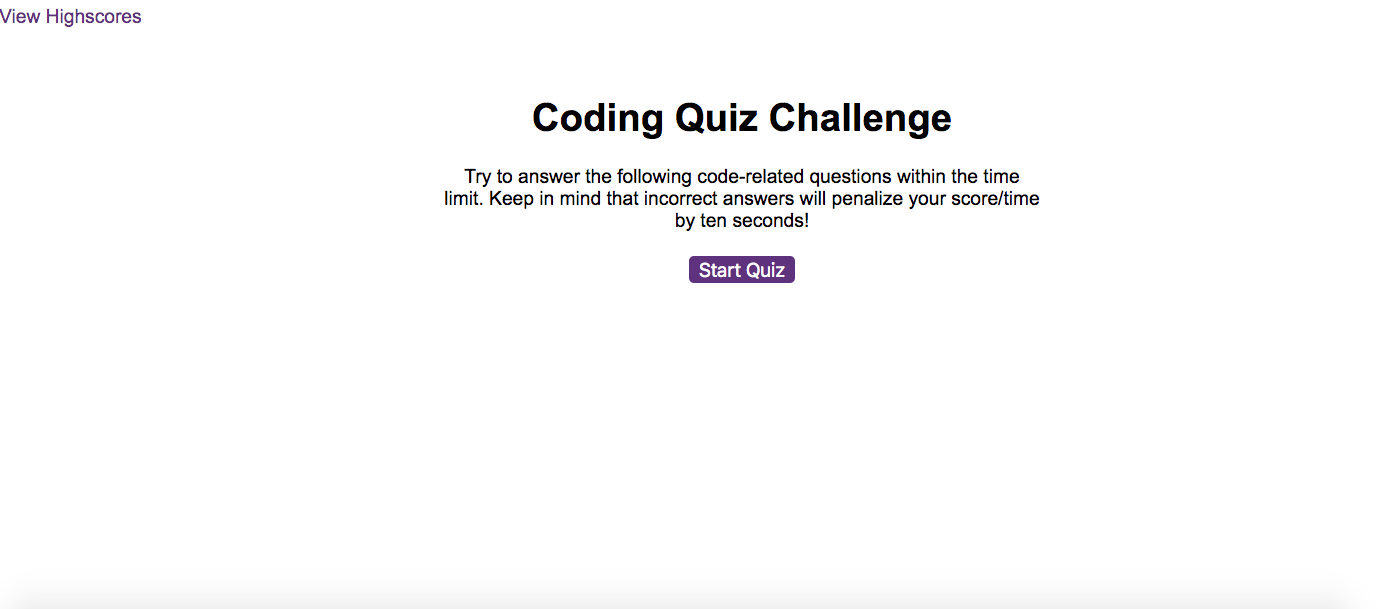 View Highscores
Coding Quiz Challenge
Try to answer the following code-related questions within the time
limit. Keep in mind that incorrect answers will penalize your score/time
by ten seconds!
Start Quiz